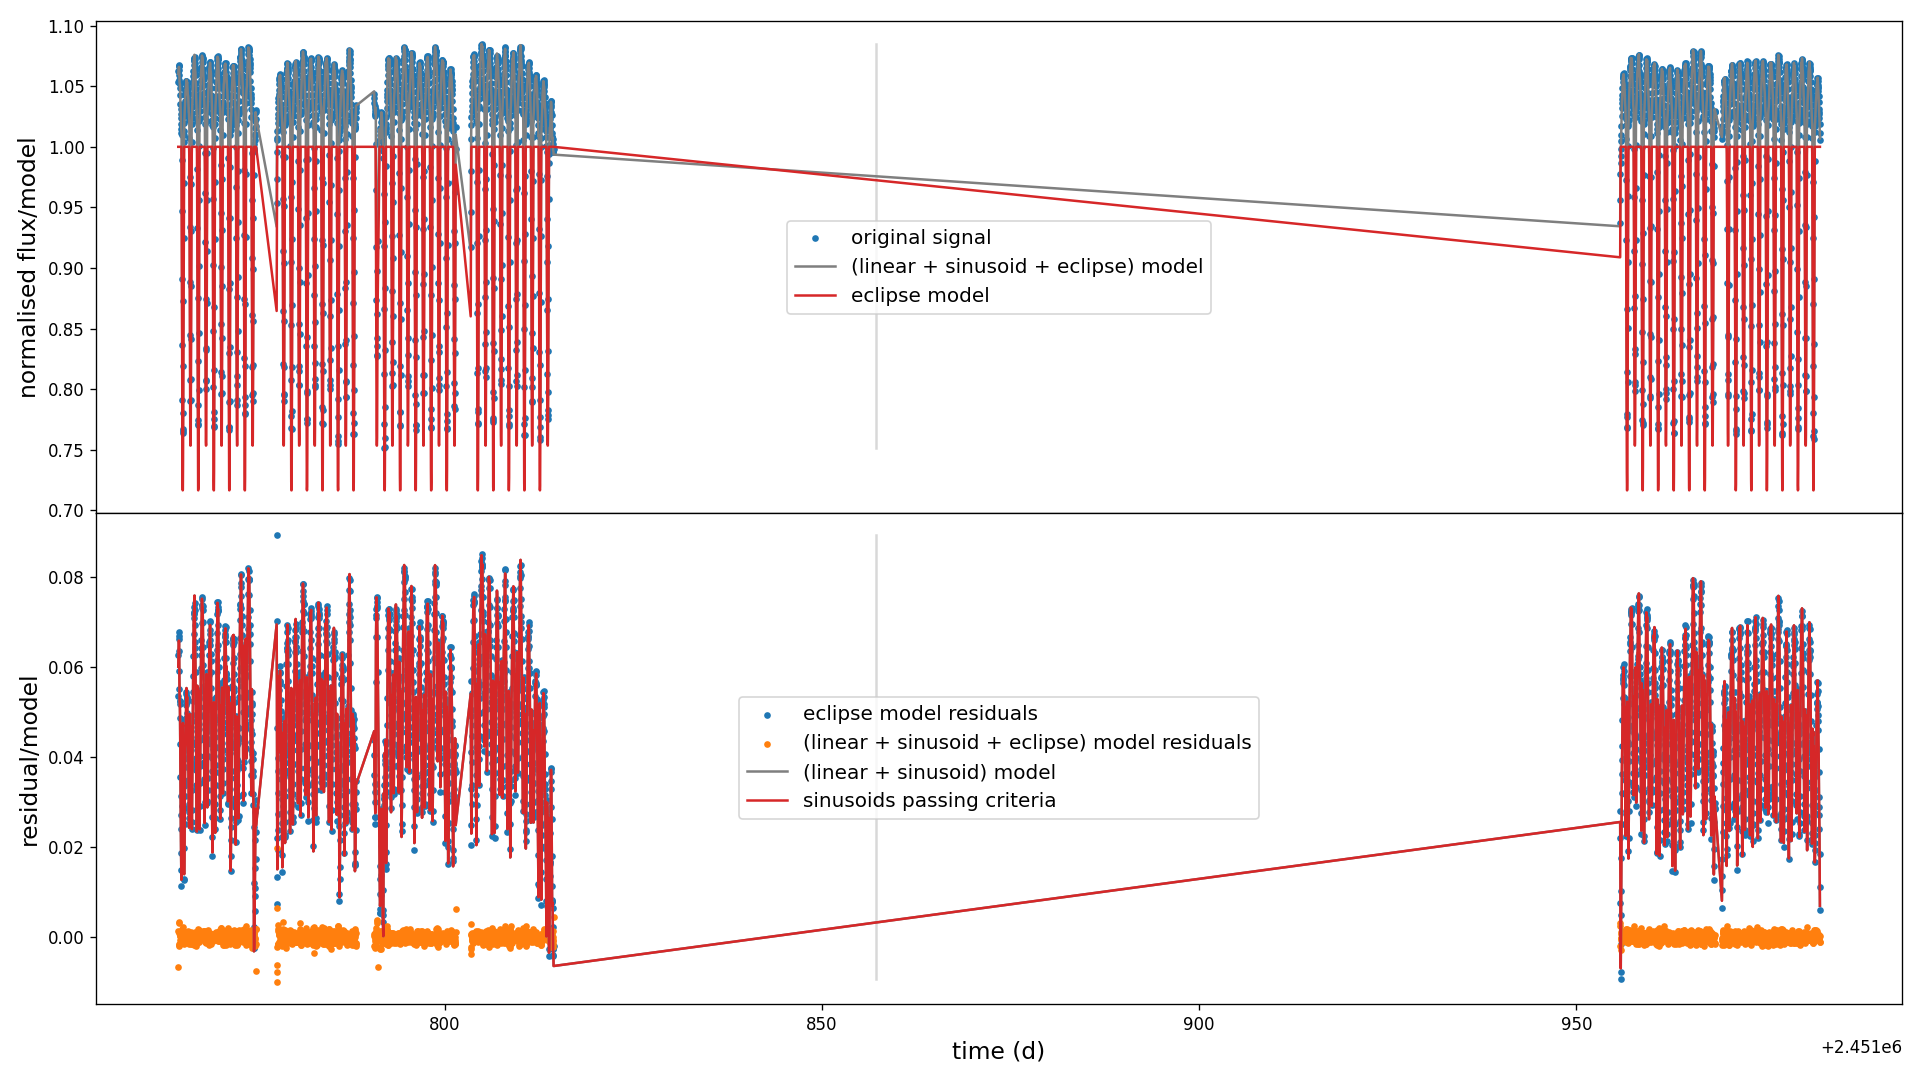 1.10
1.05
1.00
0.95
0.90
0.85
0.80
0.75
0.70
normalised flux/model
original signal
(linear + sinusoid + eclipse) model
eclipse model
0.08
0.06
0.04
0.02
0.00
residual/model
eclipse model residuals
(linear + sinusoid + eclipse) model residuals
(linear + sinusoid) model
sinusoids passing criteria
800 850 900 950
time (d)
+2.451e6